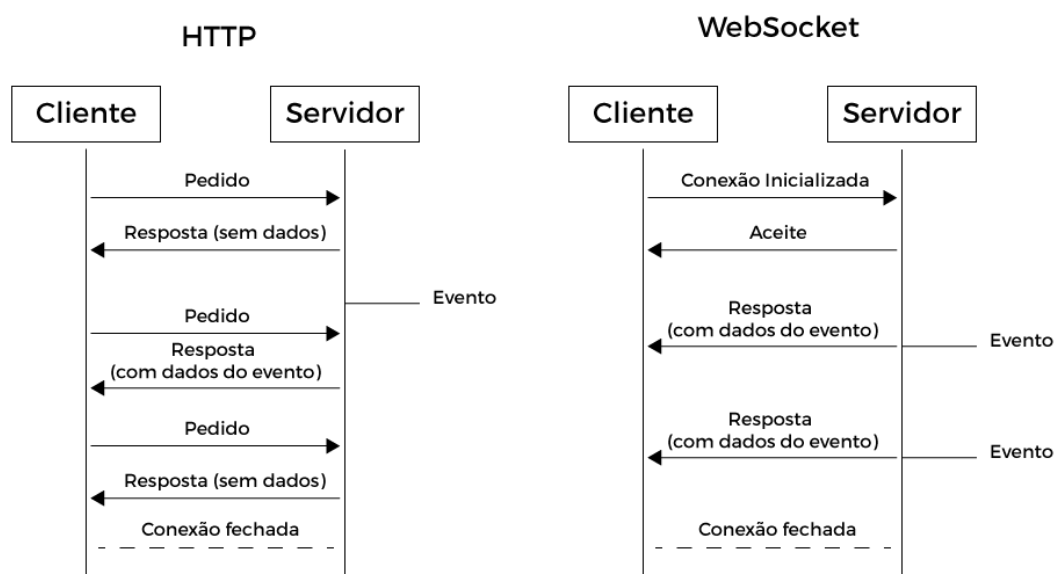 HTTP
Cliente
Servidor
Pedido
Resposta (sem dados)
Evento
Pedido
Resposta
(com dados do evento)
Pedido
Resposta (sem dados)
Conexão fechada
WebSocket
Cliente
Servidor
Conexão Inicializada
Aceite
Resposta
(com dados do evento)
Evento
Resposta
(com dados do evento)
Evento
Conexão fechada